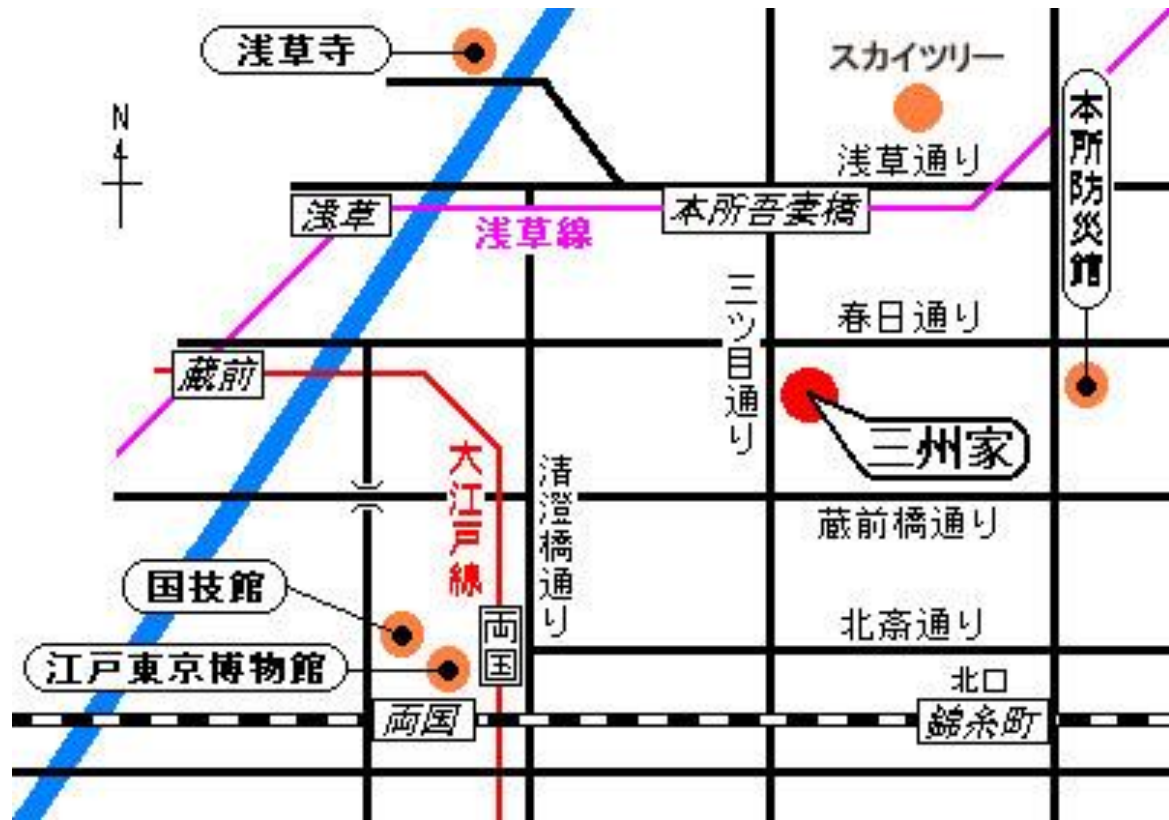 浅草寺
スカイツリー
N
本所防災館
浅草通り
浅草
本所吾妻橋
浅草線
三ツ目通り
春日通り
蔵前
三州家
大江戸線
清澄橋通り
蔵前橋通り
国技館
両国
北斎通り
江戸東京博物館
北口
両国
錦糸町